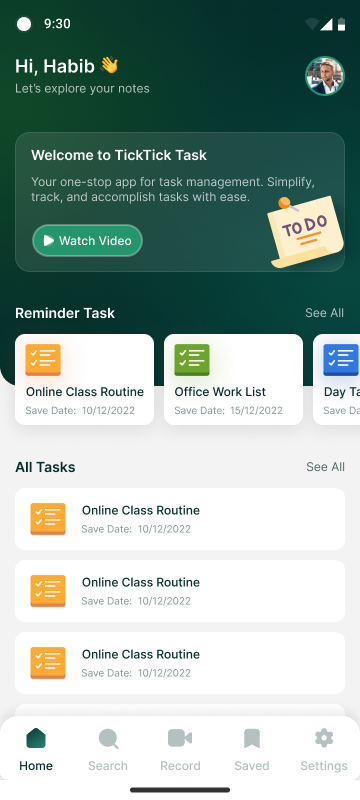 9:30
Hi, Habib 👋
Let's explore your notes
Welcome to TickTick Task
Your one-stop app for task management. Simplify,
track, and accomplish tasks with ease.
TO DO
Watch Video
Reminder Task
See All
Online Class Routine
Save Date: 10/12/2022
Office Work List
Save Date: 15/12/2022
Day Ta
Save Da
All Tasks
See All
Online Class Routine
Save Date: 10/12/2022
Online Class Routine
Save Date: 10/12/2022
Online Class Routine
Save Date: 10/12/2022
Home
Search
Record
Saved
Settings